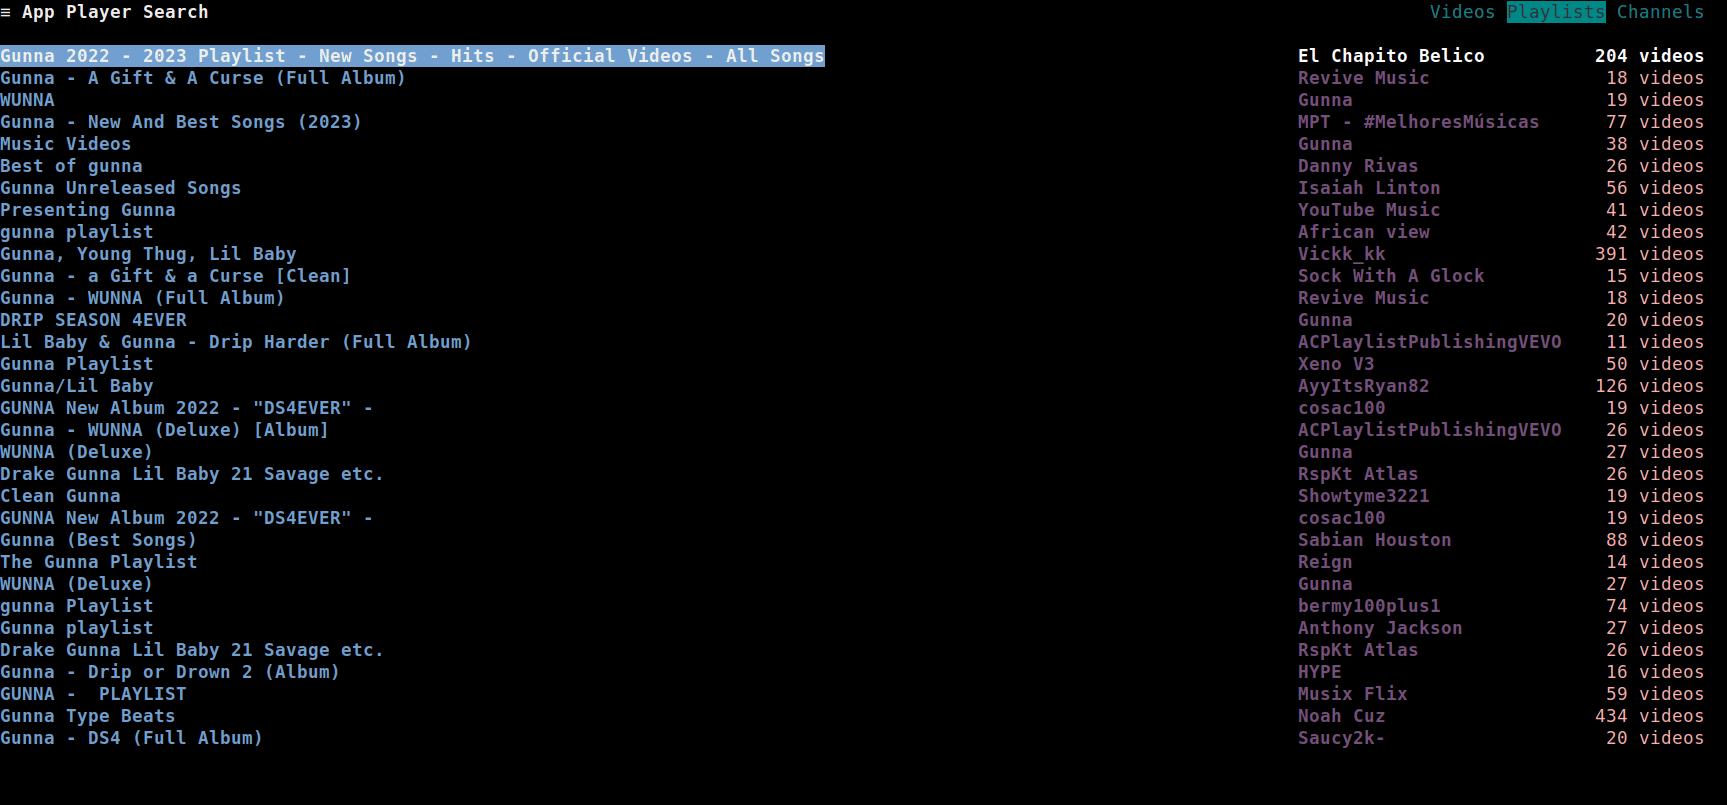 ≡ App Player Search Videos Playlists Channels
Gunna 2022 - 2023 Playlist - New Songs - Hits - Official Videos - All Songs El Chapito Belico 204 videos
Gunna - A Gift & A Curse (Full Album) Revive Music 18 videos
WUNNA Gunna 19 videos
Gunna - New And Best Songs (2023) MPT - #MelhoresMúsicas 77 videos
Music Videos Gunna 38 videos
Best of gunna Danny Rivas 26 videos
Gunna Unreleased Songs Isaiah Linton 56 videos
Presenting Gunna YouTube Music 41 videos
gunna playlist African view 42 videos
Gunna, Young Thug, Lil Baby Vickk_kk 391 videos
Gunna - a Gift & a Curse [Clean] Sock With A Glock 15 videos
Gunna - WUNNA (Full Album) Revive Music 18 videos
DRIP SEASON 4EVER Gunna 20 videos
Lil Baby & Gunna - Drip Harder (Full Album) ACPlaylistPublishingVEVO 11 videos
Gunna Playlist Xeno V3 50 videos
Gunna/Lil Baby AyyItsRyan82 126 videos
GUNNA New Album 2022 - "DS4EVER" - cosac100 19 videos
Gunna - WUNNA (Deluxe) [Album] ACPlaylistPublishingVEVO 26 videos
WUNNA (Deluxe) Gunna 27 videos
Drake Gunna Lil Baby 21 Savage etc. RspKt Atlas 26 videos
Clean Gunna Showtyme3221 19 videos
GUNNA New Album 2022 - "DS4EVER" - cosac100 19 videos
Gunna (Best Songs) Sabian Houston 88 videos
The Gunna Playlist Reign 14 videos
WUNNA (Deluxe) Gunna 27 videos
gunna Playlist bermy100plus1 74 videos
Gunna playlist Anthony Jackson 27 videos
Drake Gunna Lil Baby 21 Savage etc. RspKt Atlas 26 videos
Gunna - Drip or Drown 2 (Album) HYPE 16 videos
GUNNA -  PLAYLIST Musix Flix 59 videos
Gunna Type Beats Noah Cuz 434 videos
Gunna - DS4 (Full Album) Saucy2k- 20 videos